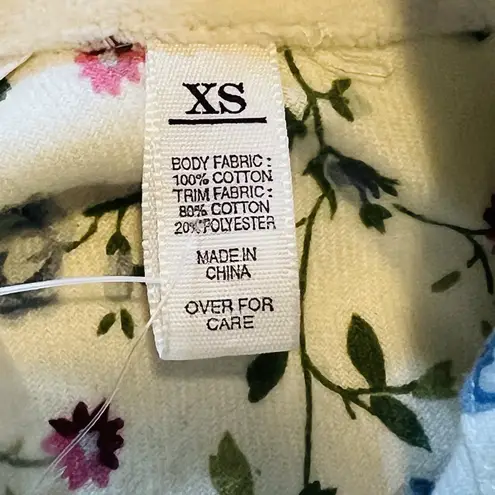 XS
BODY FABRIC :
100% COTTON
TRIM FABRIC :
80% COTTON
20% POLYESTER
MADE IN
CHINA
OVER FOR
CARE